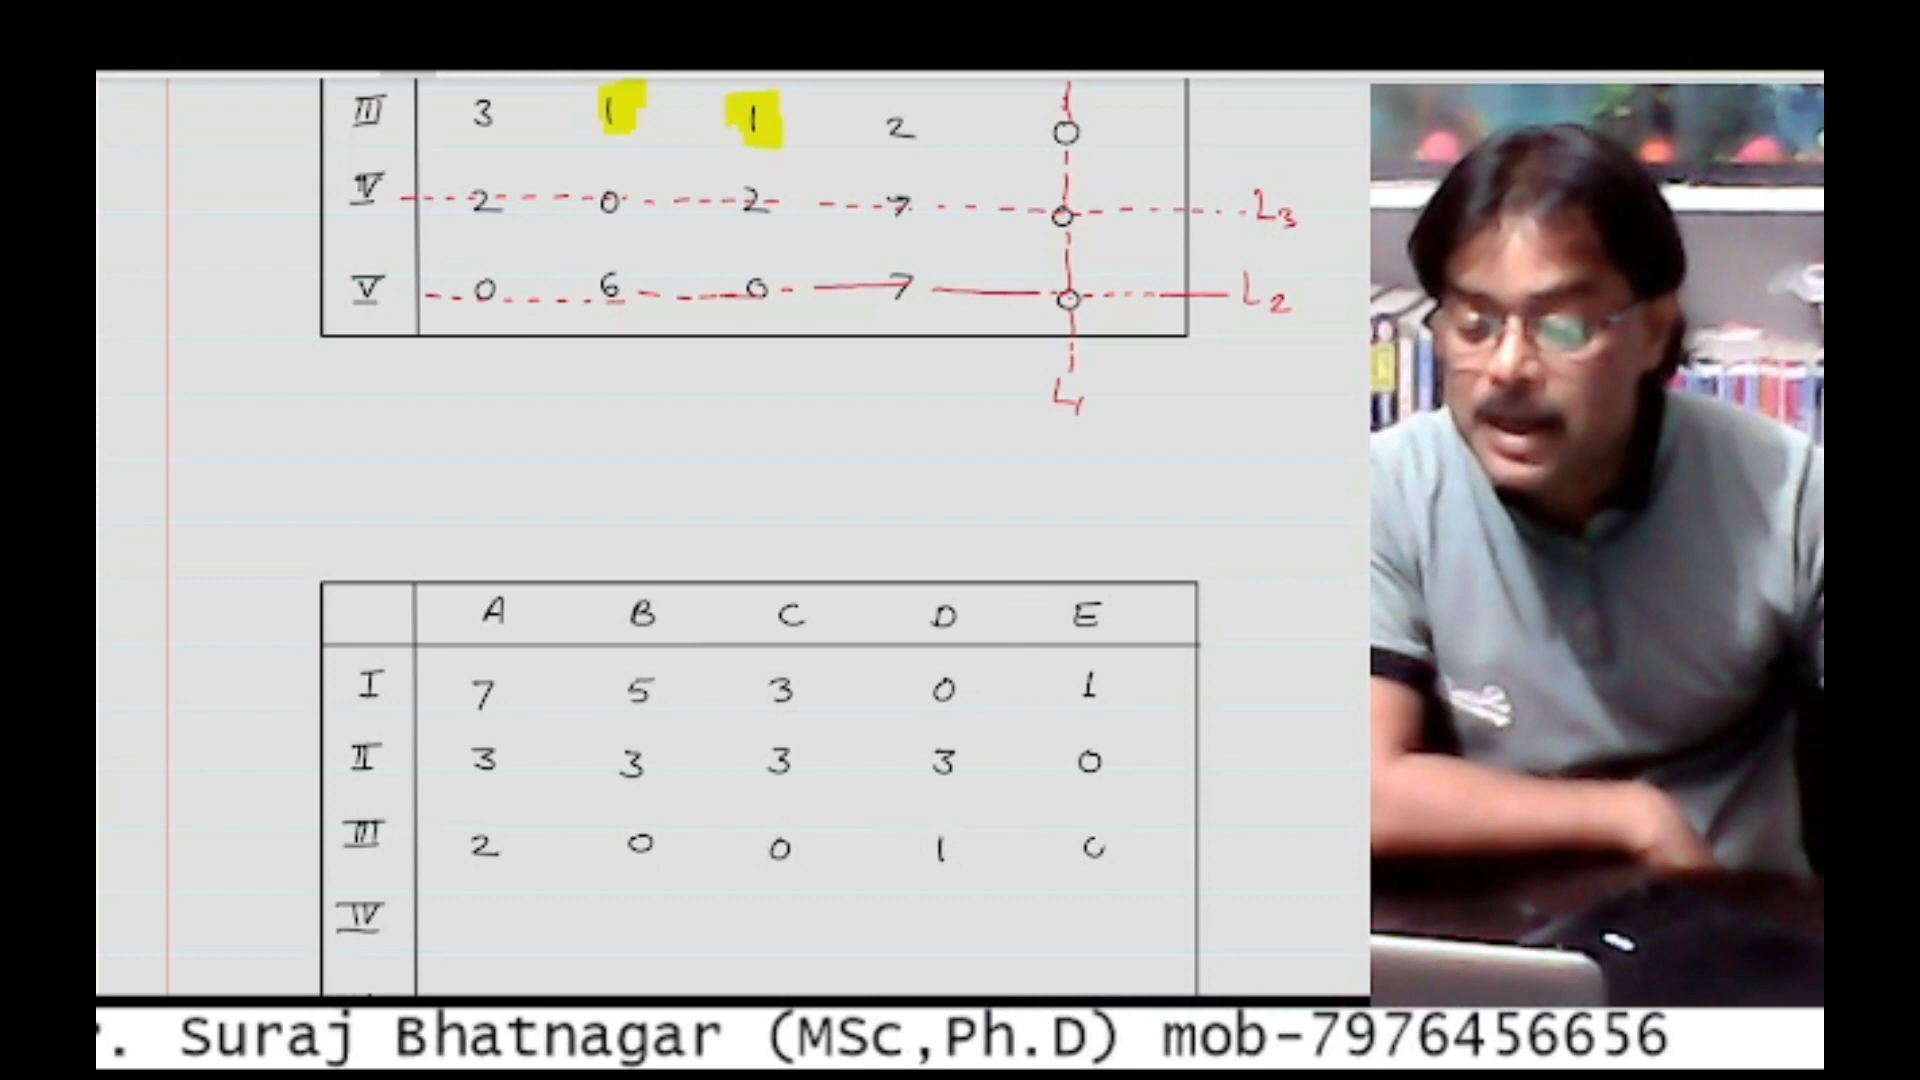 III 3 1 1 2 0
IV 2 0 2 7 0 L3
V 0 6 0 7 0 L2
L1
A B C D E
I 7 5 3 0 1
II 3 3 3 3 0
III 2 0 0 1 0
IV
r. Suraj Bhatnagar (MSc,Ph.D) mob-7976456656